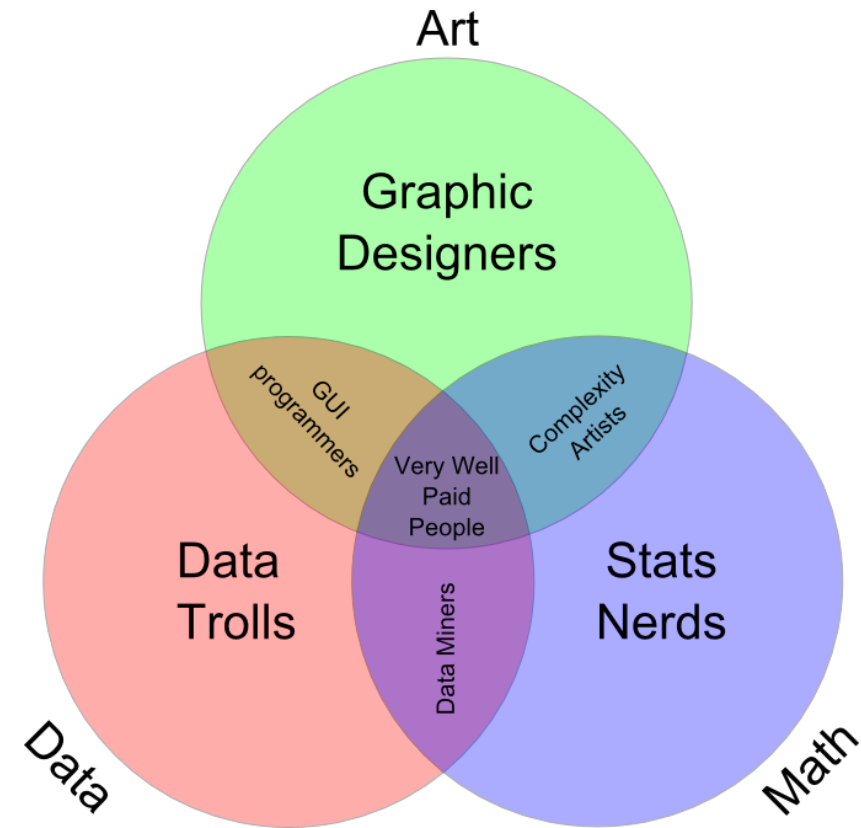 Art
Graphic
Designers
GUI
programmers
Complexity
Artists
Very Well
Paid
People
Data
Trolls
Stats
Nerds
Data Miners
Data
Math